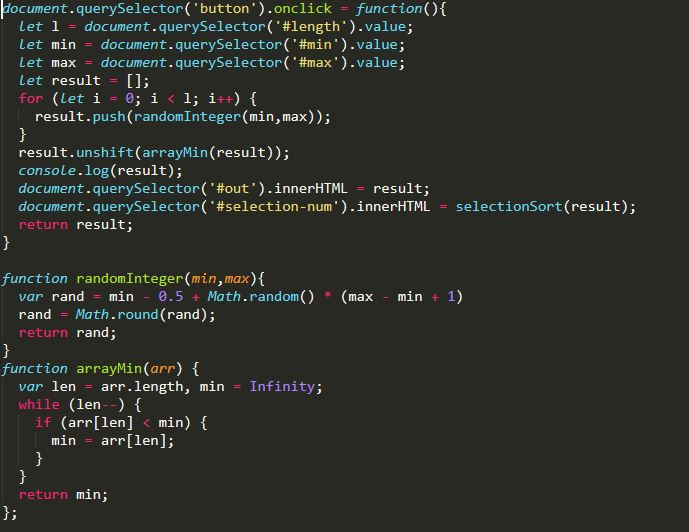 document.querySelector('button').onclick = function(){
let l = document.querySelector('#length').value;
let min = document.querySelector('#min').value;
let max = document.querySelector('#max').value;
let result = [];
for (let i = 0; i < l; i++) {
result.push(randomInteger(min,max));
}
result.unshift(arrayMin(result));
console.log(result);
document.querySelector('#out').innerHTML = result;
document.querySelector('#selection-num').innerHTML = selectionSort(result);
return result;
}
function randomInteger(min,max){
var rand = min - 0.5 + Math.random() * (max - min + 1)
rand = Math.round(rand);
return rand;
}
function arrayMin(arr) {
var len = arr.length, min = Infinity;
while (len--) {
if (arr[len] < min) {
min = arr[len];
}
}
return min;
};